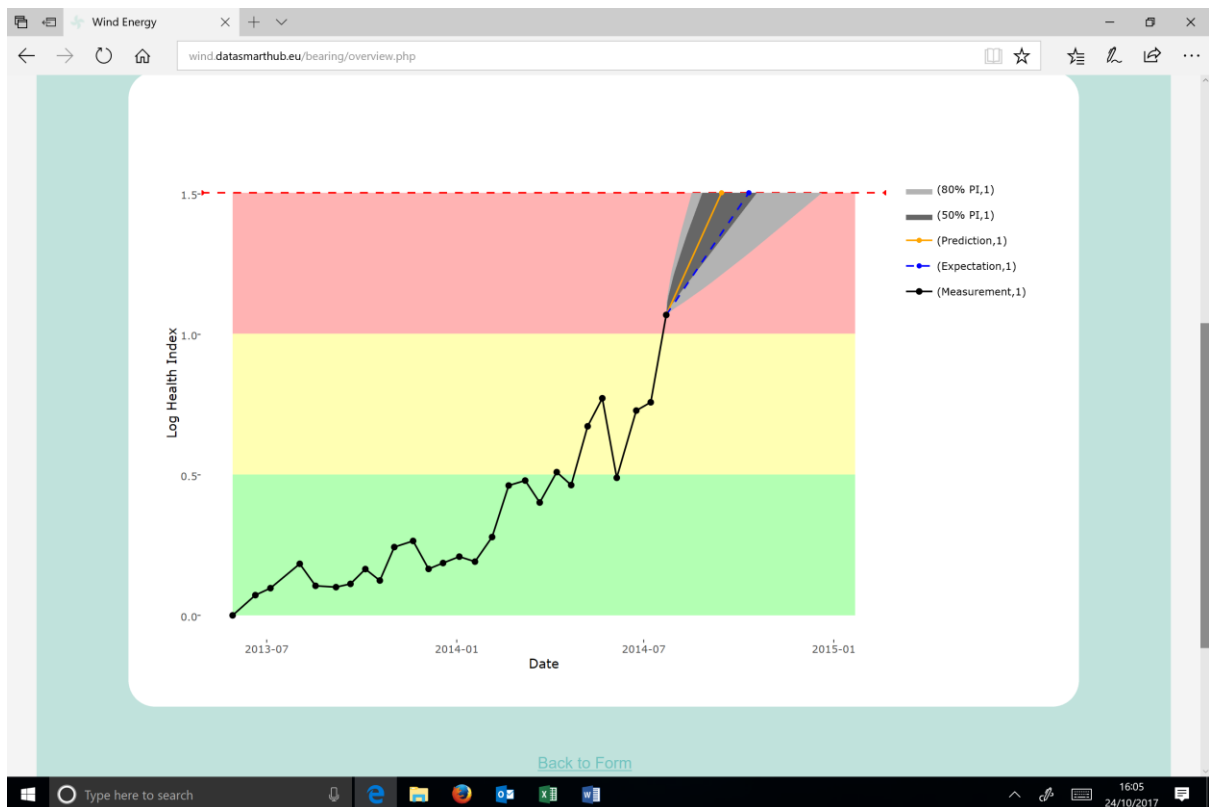 Wind Energy
wind.datasmarthub.eu/bearing/overview.php
1.5
1.0
0.5
0.0
Log Health Index
2013-07 2014-01 2014-07 2015-01
Date
(80% PI,1)
(50% PI,1)
(Prediction,1)
(Expectation,1)
(Measurement,1)
Back to Form
Type here to search
16:05
24/10/2017